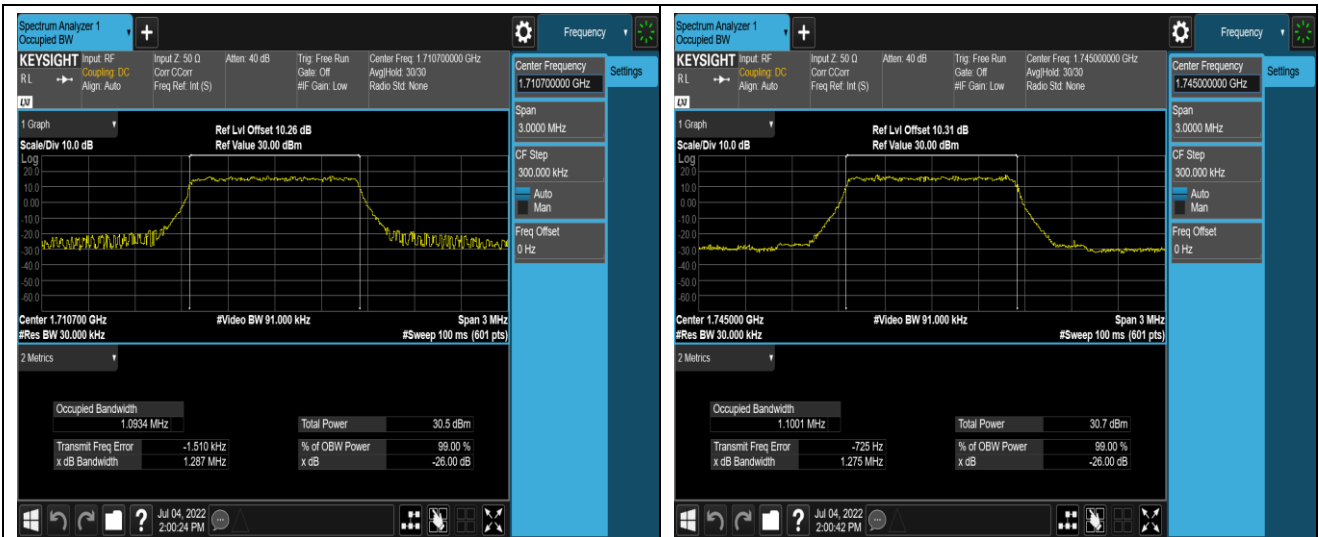 Spectrum Analyzer 1
Occupied BW
+
Frequency
KEYSIGHT Input: RF Input Z: 50 Ω Atten: 40 dB Trig: Free Run Center Freq: 1.710700000 GHz
Coupling: DC Corr CCorr Gate: Off Avg|Hold: 30/30
RL Align: Auto Freq Ref: Int (S) #IF Gain: Low Radio Std: None
LXI
Center Frequency
1.710700000 GHz
Settings
Span
3.0000 MHz
CF Step
300.000 kHz
Auto
Man
Freq Offset
0 Hz
1 Graph
Ref Lvl Offset 10.26 dB
Scale/Div 10.0 dB Ref Value 30.00 dBm
Log
20.0
10.0
0.00
-10.0
-20.0
-30.0
-40.0
-50.0
-60.0
Center 1.710700 GHz #Video BW 91.000 kHz Span 3 MHz
#Res BW 30.000 kHz #Sweep 100 ms (601 pts)
2 Metrics
Occupied Bandwidth
1.0934 MHz Total Power 30.5 dBm
Transmit Freq Error -1.510 kHz % of OBW Power 99.00 %
x dB Bandwidth 1.287 MHz x dB -26.00 dB
?
Jul 04, 2022
2:00:24 PM
Spectrum Analyzer 1
Occupied BW
+
Frequency
KEYSIGHT Input: RF Input Z: 50 Ω Atten: 40 dB Trig: Free Run Center Freq: 1.745000000 GHz
Coupling: DC Corr CCorr Gate: Off Avg|Hold: 30/30
RL Align: Auto Freq Ref: Int (S) #IF Gain: Low Radio Std: None
LXI
Center Frequency
1.745000000 GHz
Settings
Span
3.0000 MHz
CF Step
300.000 kHz
Auto
Man
Freq Offset
0 Hz
1 Graph
Ref Lvl Offset 10.31 dB
Scale/Div 10.0 dB Ref Value 30.00 dBm
Log
20.0
10.0
0.00
-10.0
-20.0
-30.0
-40.0
-50.0
-60.0
Center 1.745000 GHz #Video BW 91.000 kHz Span 3 MHz
#Res BW 30.000 kHz #Sweep 100 ms (601 pts)
2 Metrics
Occupied Bandwidth
1.1001 MHz Total Power 30.7 dBm
Transmit Freq Error -725 Hz % of OBW Power 99.00 %
x dB Bandwidth 1.275 MHz x dB -26.00 dB
?
Jul 04, 2022
2:00:42 PM